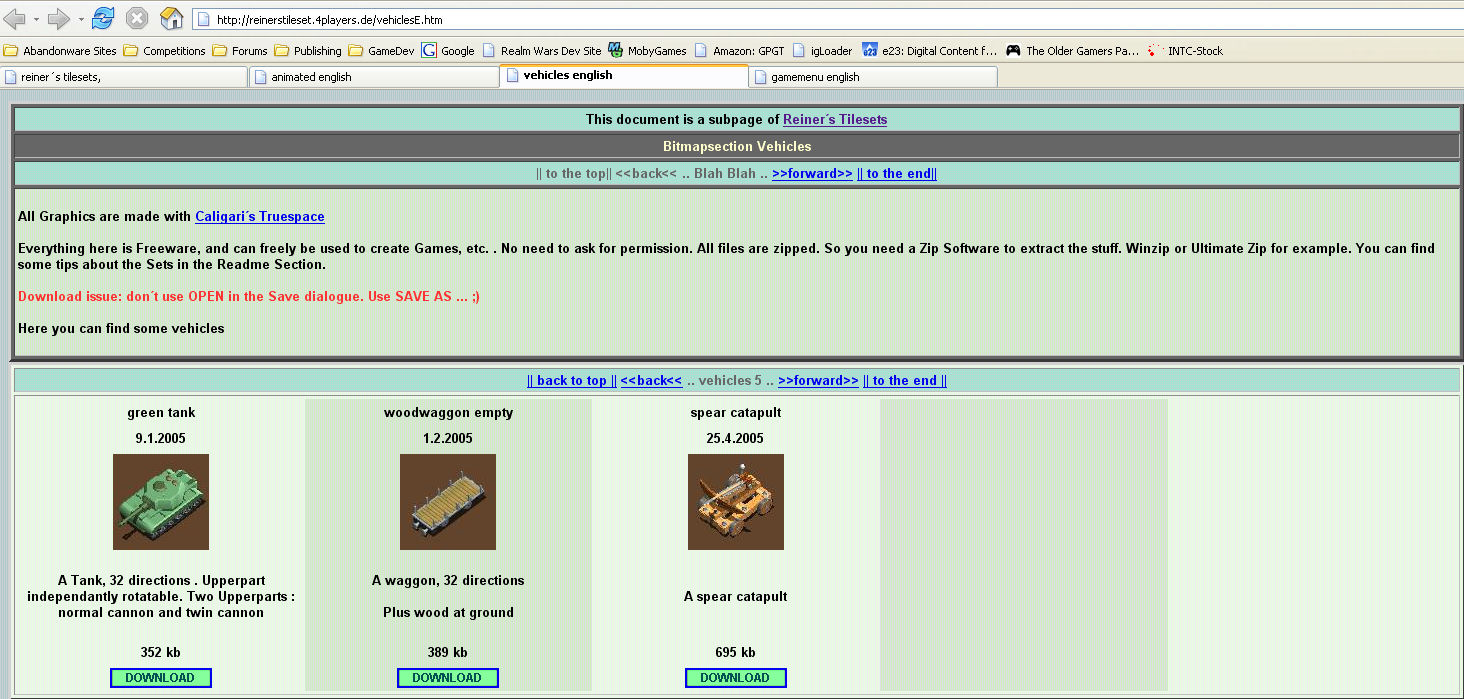 http://reinerstileset.4players.de/vehiclesE.htm
Abandonware Sites Competitions Forums Publishing GameDev Google Realm Wars Dev Site MobyGames Amazon: GPGT igLoader e23: Digital Content f... The Older Gamers Pa... INTC-Stock
reiner´s tilesets, animated english vehicles english gamemenu english
This document is a subpage of Reiner´s Tilesets
Bitmapsection Vehicles
|| to the top|| <<back<< .. Blah Blah .. >>forward>> || to the end||
All Graphics are made with Caligari´s Truespace
Everything here is Freeware, and can freely be used to create Games, etc. . No need to ask for permission. All files are zipped. So you need a Zip Software to extract the stuff. Winzip or Ultimate Zip for example. You can find
some tips about the Sets in the Readme Section.
Download issue: don´t use OPEN in the Save dialogue. Use SAVE AS ... ;)
Here you can find some vehicles
|| back to top || <<back<< .. vehicles 5 .. >>forward>> || to the end ||
green tank
9.1.2005
A Tank, 32 directions . Upperpart
independantly rotatable. Two Upperparts :
normal cannon and twin cannon
352 kb
DOWNLOAD
woodwaggon empty
1.2.2005
A waggon, 32 directions
Plus wood at ground
389 kb
DOWNLOAD
spear catapult
25.4.2005
A spear catapult
695 kb
DOWNLOAD